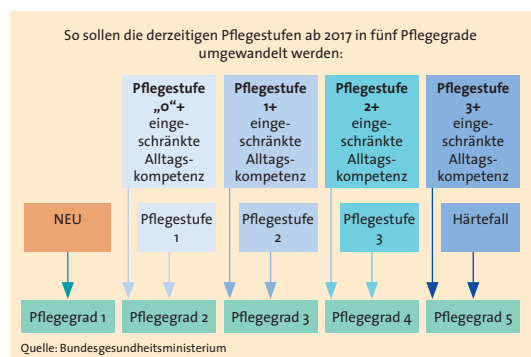 So sollen die derzeitigen Pflegestufen ab 2017 in fünf Pflegegrade
umgewandelt werden:
Pflegestufe
„0“+
einge-
schränkte
Alltags-
kompetenz
Pflegestufe
1+
einge-
schränkte
Alltags-
kompetenz
Pflegestufe
2+
einge-
schränkte
Alltags-
kompetenz
Pflegestufe
3+
einge-
schränkte
Alltags-
kompetenz
NEU
Pflegestufe
1
Pflegestufe
2
Pflegestufe
3
Härtefall
Pflegegrad 1
Pflegegrad 2
Pflegegrad 3
Pflegegrad 4
Pflegegrad 5
Quelle: Bundesgesundheitsministerium